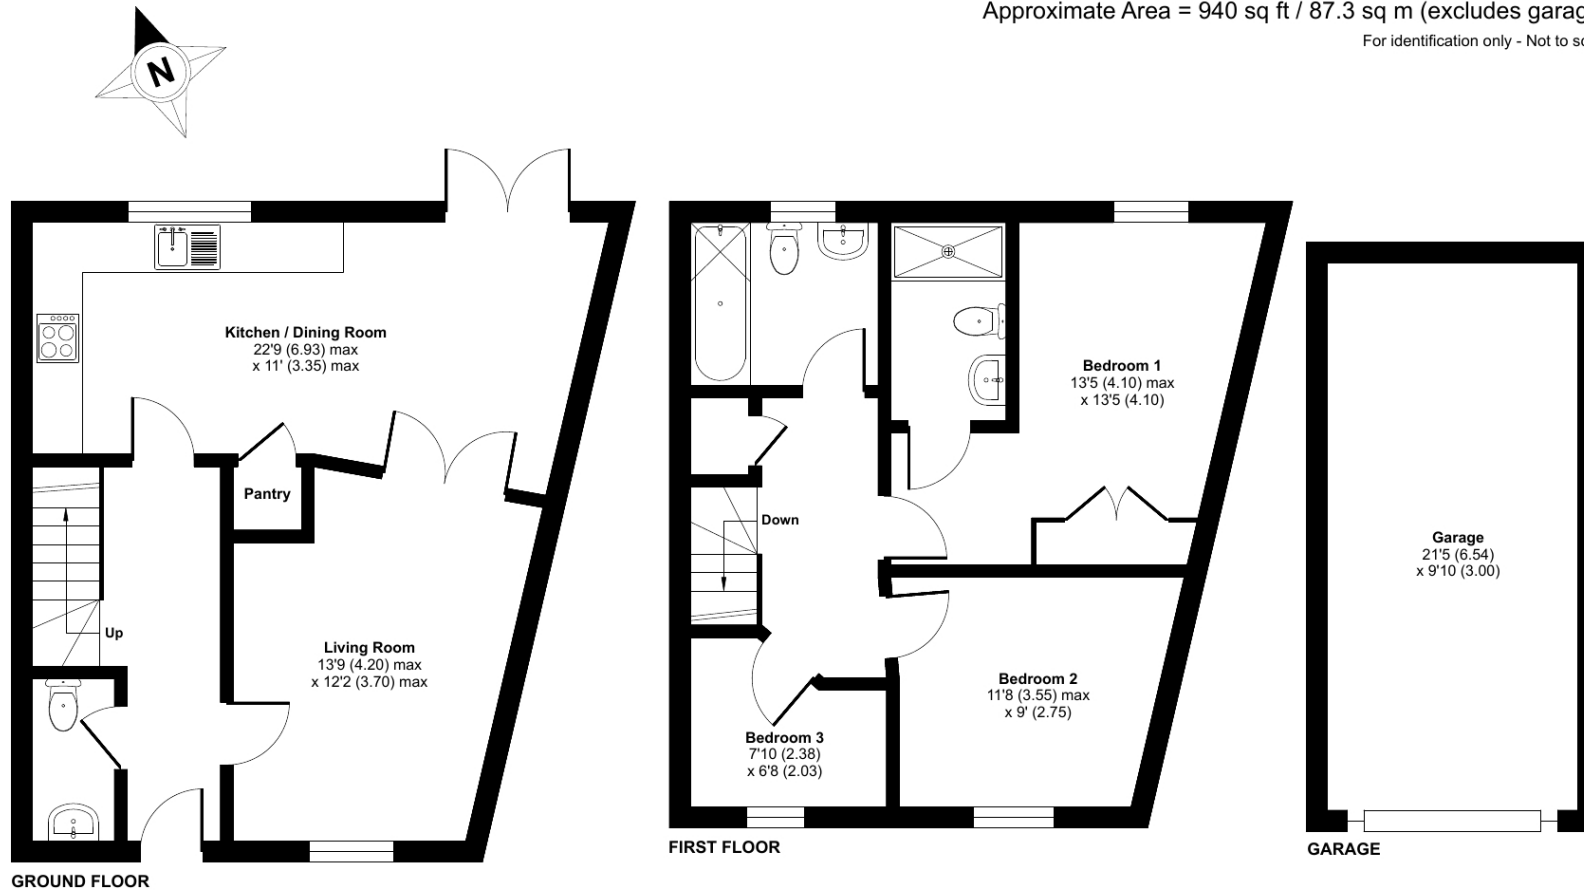 Approximate Area = 940 sq ft / 87.3 sq m (excludes
For identification only - Not to
N
Kitchen / Dining Room
22'9 (6.93) max
x 11' (3.35) max
Pantry
Up
Living Room
13'9 (4.20) max
x 12'2 (3.70) max
GROUND FLOOR
Bedroom 1
13'5 (4.10) max
x 13'5 (4.10)
Down
Bedroom 2
11'8 (3.55) max
x 9' (2.75)
Bedroom 3
7'10 (2.38)
x 6'8 (2.03)
FIRST FLOOR
Garage
21'5 (6.54)
x 9'10 (3.00)
GARAGE